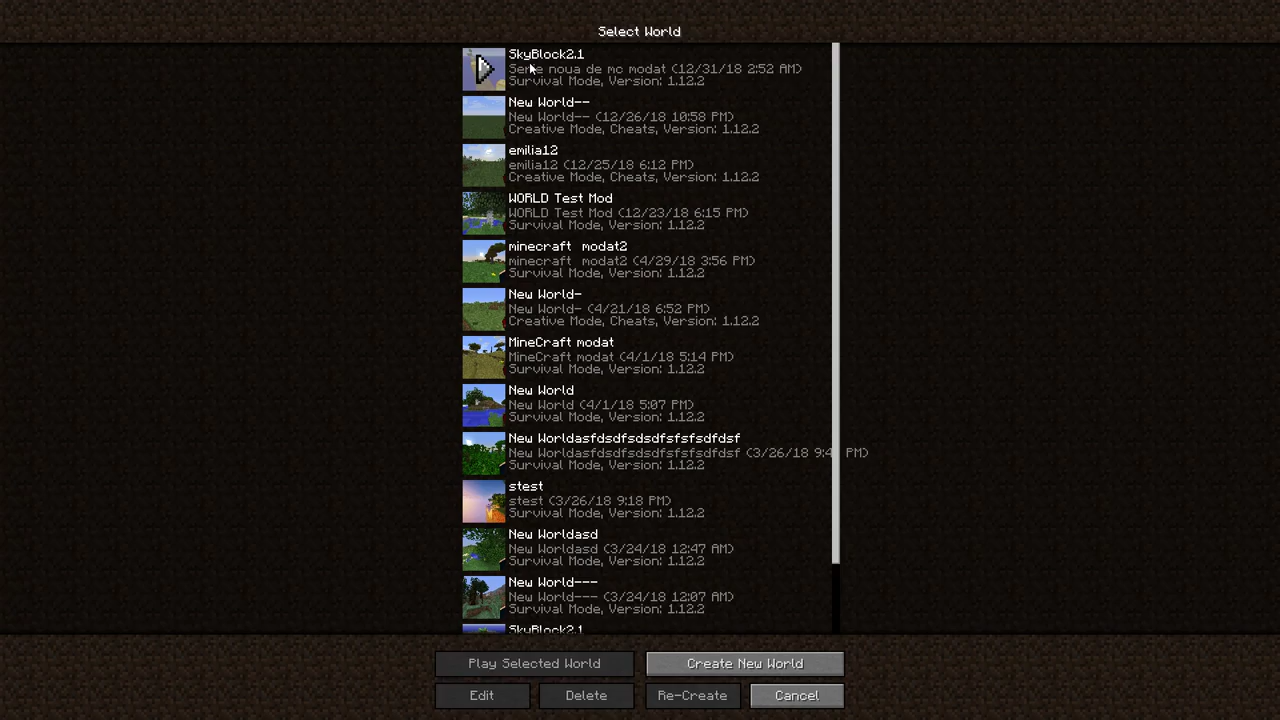 Select World
SkyBlock2.1
Serie noua de mc modat (12/31/18 2:52 AM)
Survival Mode, Version: 1.12.2
New World--
New World-- (12/26/18 10:58 PM)
Creative Mode, Cheats, Version: 1.12.2
emilia12
emilia12 (12/25/18 6:12 PM)
Creative Mode, Cheats, Version: 1.12.2
WORLD Test Mod
WORLD Test Mod (12/23/18 6:15 PM)
Survival Mode, Version: 1.12.2
minecraft modat2
minecraft modat2 (4/29/18 3:56 PM)
Survival Mode, Version: 1.12.2
New World-
New World- (4/21/18 6:52 PM)
Creative Mode, Cheats, Version: 1.12.2
MineCraft modat
MineCraft modat (4/1/18 5:14 PM)
Survival Mode, Version: 1.12.2
New World
New World (4/1/18 5:07 PM)
Survival Mode, Version: 1.12.2
New Worldasfdsdfsdsdfsfsfsdfdsf
New Worldasfdsdfsdsdfsfsfsdfdsf (3/26/18 PM)
Survival Mode, Version: 1.12.2
stest
stest (3/26/18 9:18 PM)
Survival Mode, Version: 1.12.2
New Worldasd
New Worldasd (3/24/18 12:47 AM)
Survival Mode, Version: 1.12.2
New World---
New World--- (3/24/18 12:07 AM)
Survival Mode, Version: 1.12.2
SkyBlock2.1
Play Selected World
Create New World
Edit
Delete
Re-Create
Cancel